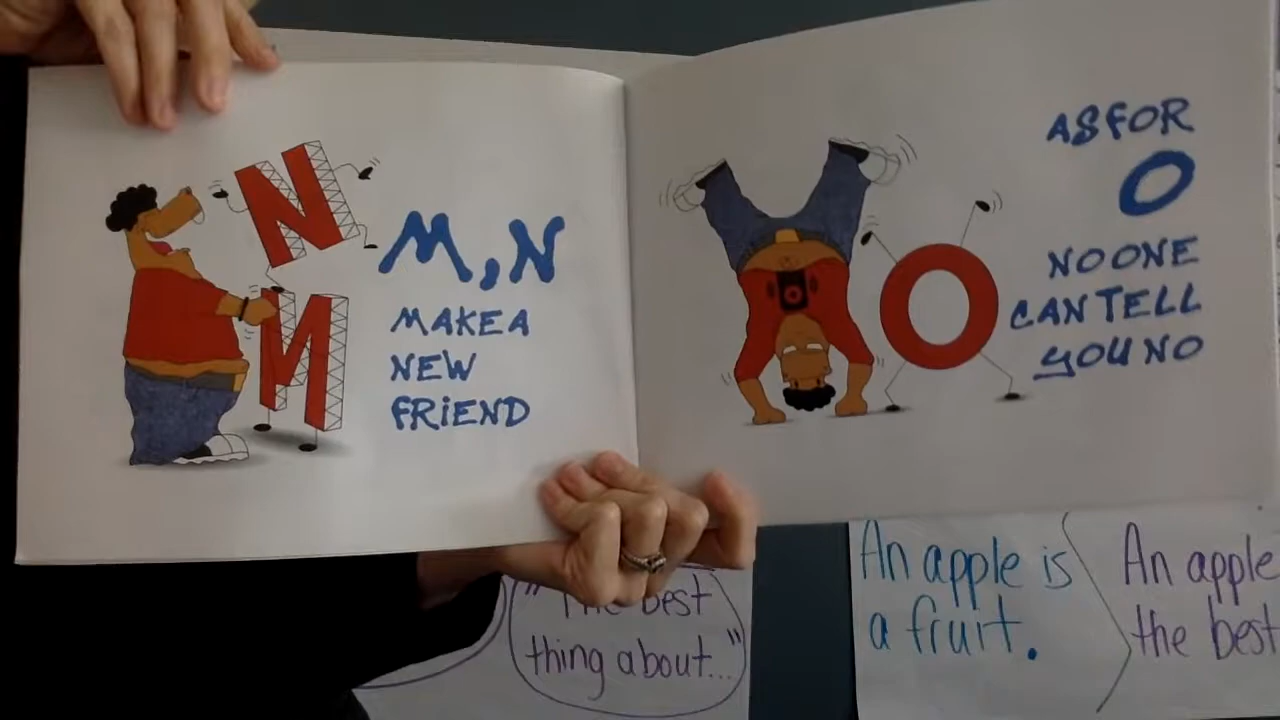 N
M
M, N
MAKE A
NEW
FRIEND
O
AS FOR
O
NO ONE
CAN TELL
YOU NO
"The best
thing about..."
An apple is
a fruit.
An apple
the best